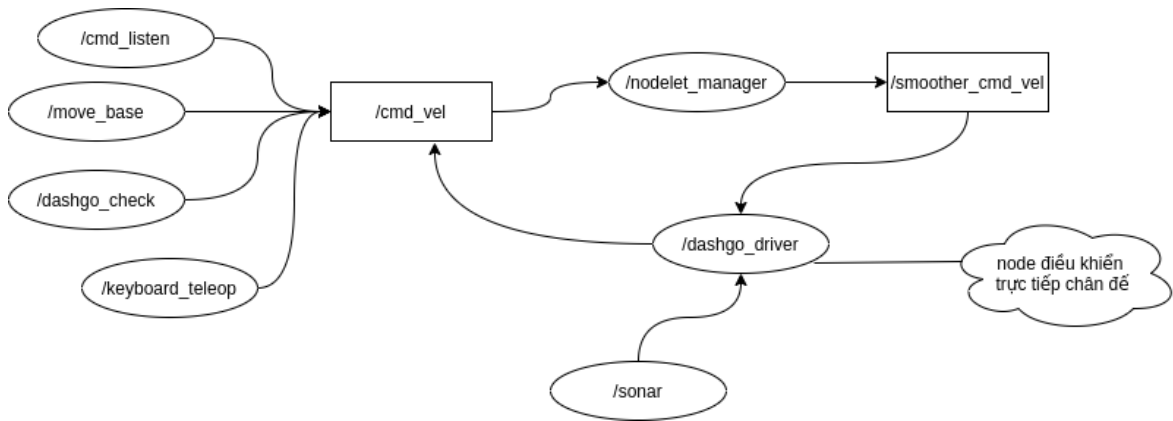 /cmd_listen
/move_base
/dashgo_check
/keyboard_teleop
/cmd_vel
/nodelet_manager
/smoother_cmd_vel
/dashgo_driver
node điều khiển
trực tiếp chân đế
/sonar